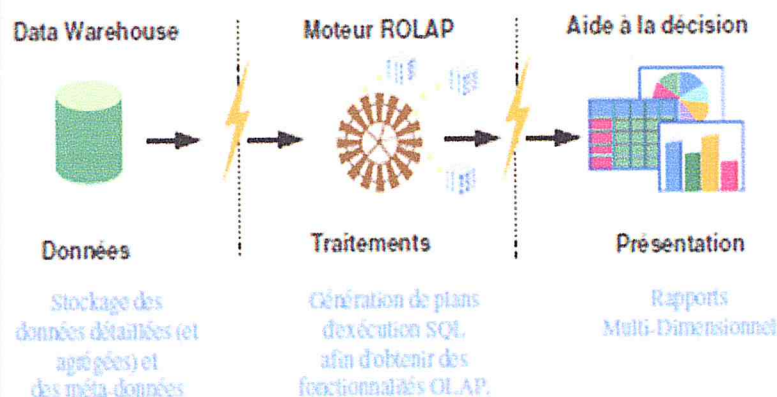 Data Warehouse
Moteur ROLAP
Aide à la décision
Données
Traitements
Présentation
Stockage des
données détaillées (et
agrégées) et
des méta-données
Génération de plans
d'exécution SQL
afin d'obtenir des
fonctionnalités OLAP.
Rapports
Multi-Dimensionnel